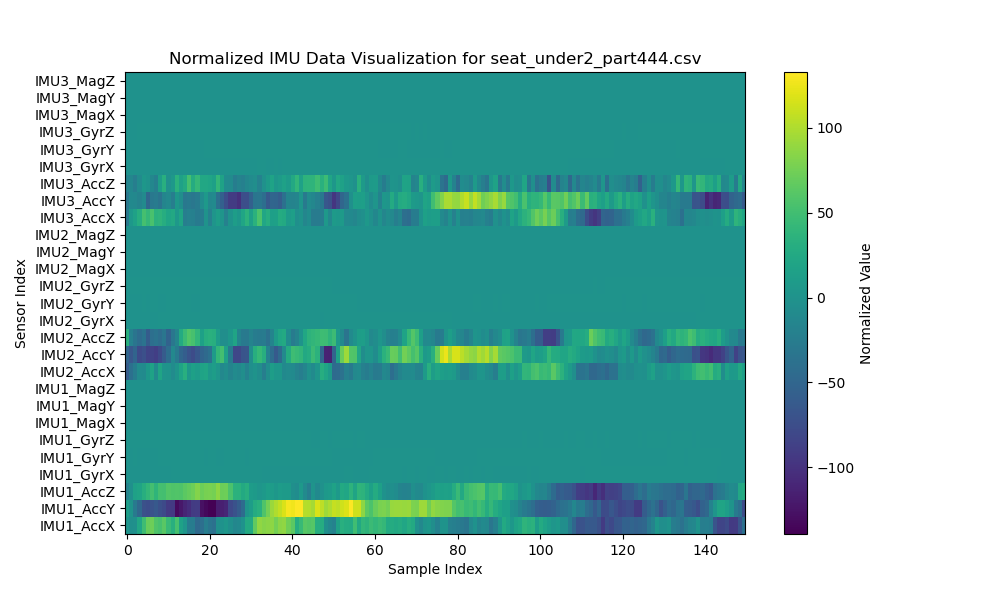 Normalized IMU Data Visualization for seat_under2_part444.csv
IMU3_MagZ
IMU3_MagY
IMU3_MagX
IMU3_GyrZ
IMU3_GyrY
IMU3_GyrX
IMU3_AccZ
IMU3_AccY
IMU3_AccX
IMU2_MagZ
IMU2_MagY
IMU2_MagX
IMU2_GyrZ
IMU2_GyrY
IMU2_GyrX
IMU2_AccZ
IMU2_AccY
IMU2_AccX
IMU1_MagZ
IMU1_MagY
IMU1_MagX
IMU1_GyrZ
IMU1_GyrY
IMU1_GyrX
IMU1_AccZ
IMU1_AccY
IMU1_AccX
Sensor Index
0 20 40 60 80 100 120 140
Sample Index
100
50
0
−50
−100
Normalized Value